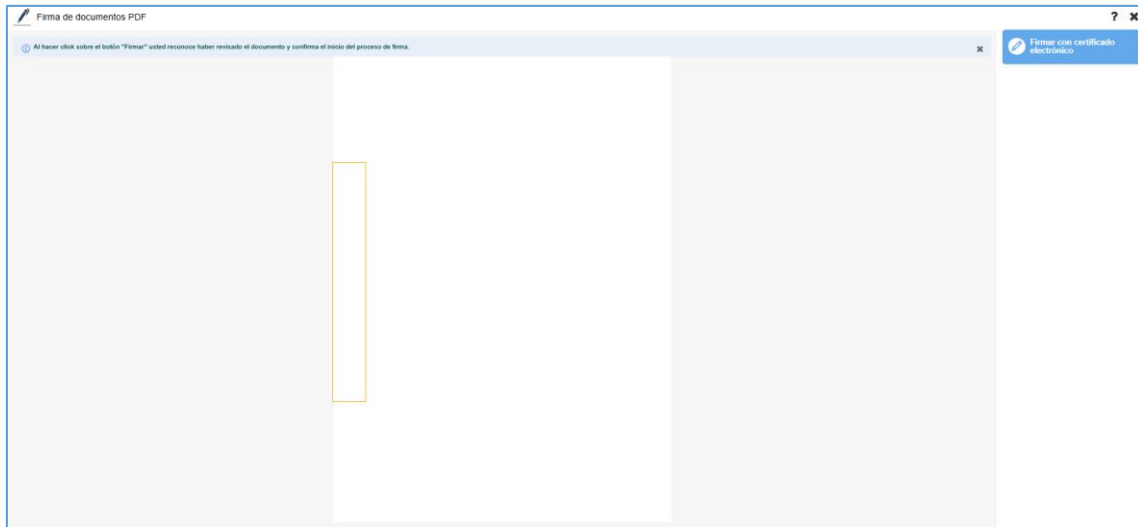 Firma de documentos PDF
? ✖
Al hacer click sobre el botón "Firmar" usted reconoce haber revisado el documento y confirma el inicio del proceso de firma.
Firmar con certificado
electrónico